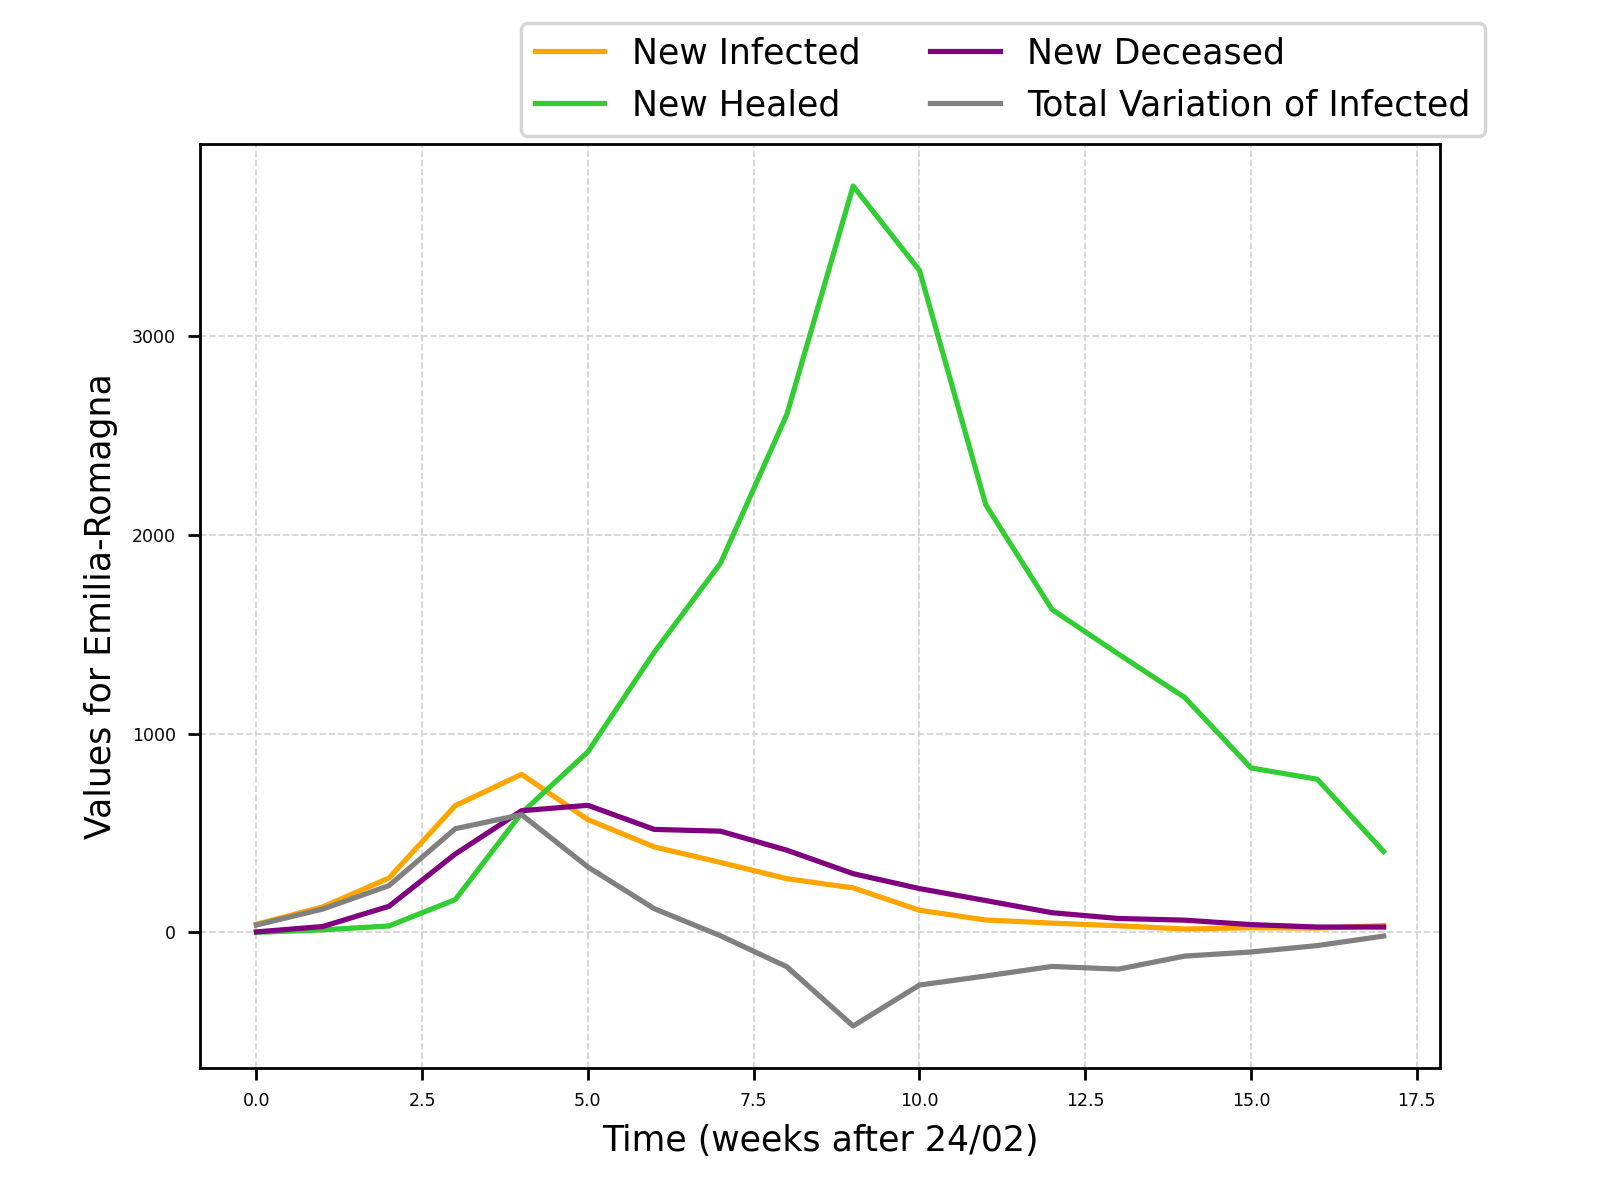 New Infected
New Healed
New Deceased
Total Variation of Infected
Values for Emilia-Romagna
3000
2000
1000
0
0.0 2.5 5.0 7.5 10.0 12.5 15.0 17.5
Time (weeks after 24/02)